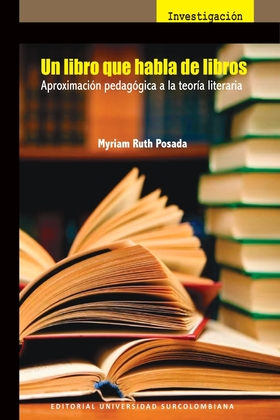 Investigación
Un libro que habla de libros
Aproximación pedagógica a la teoría literaria
Myriam Ruth Posada
EDITORIAL UNIVERSIDAD SURCOLOMBIANA